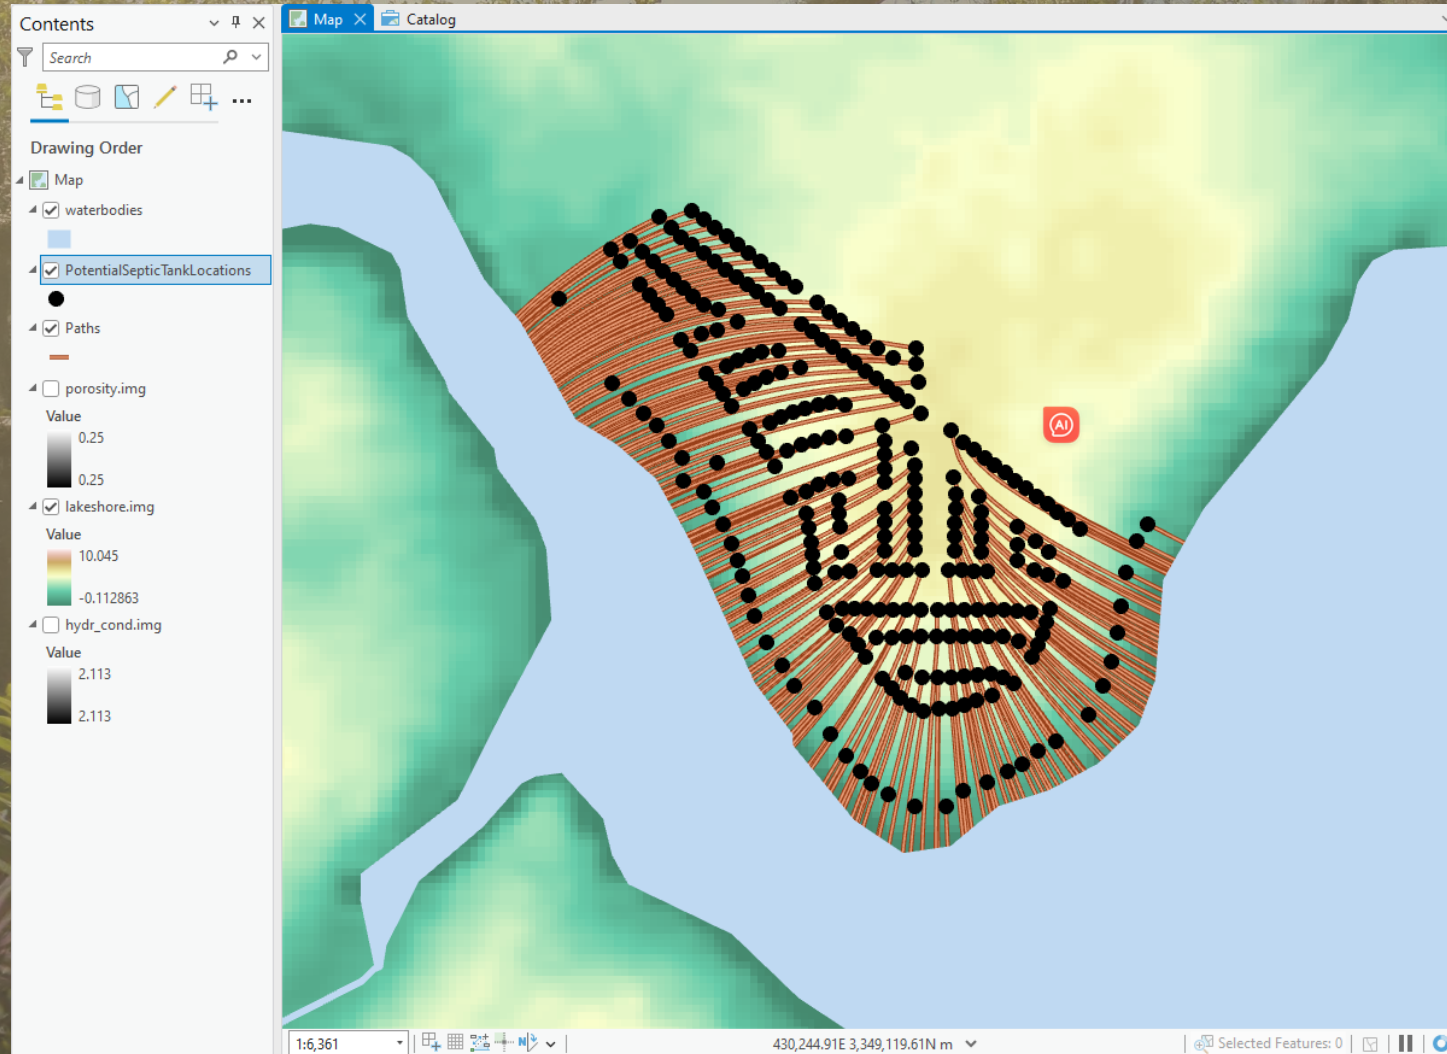 Contents
Map
Catalog
Search
Drawing Order
Map
waterbodies
PotentialSepticTankLocations
Paths
porosity.img
Value
0.25
0.25
lakeshore.img
Value
10.045
-0.112863
hydr_cond.img
Value
2.113
2.113
AI
1:6,361
430,244.91E 3,349,119.61N m
Selected Features: 0